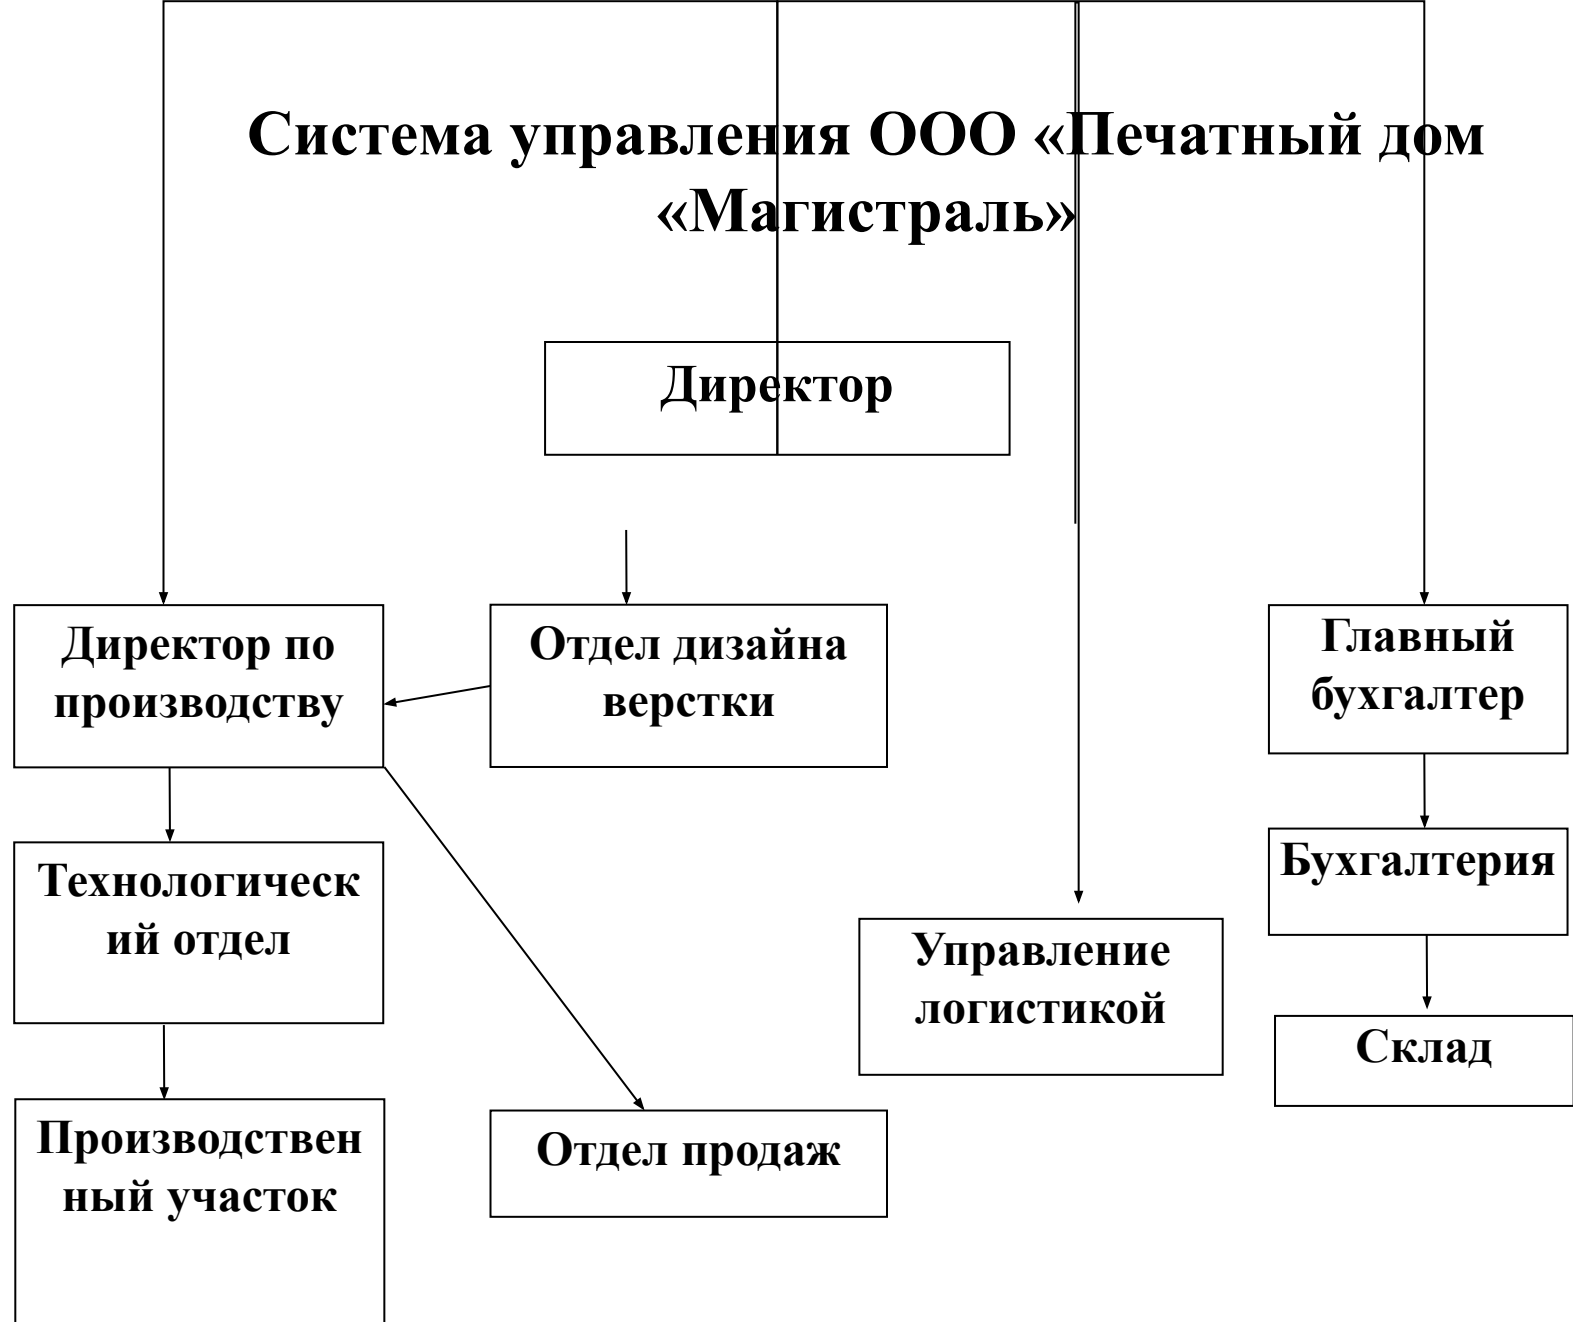 Система управления ООО «Печатный дом
«Магистраль»
Директор
Директор по
производству
Отдел дизайна
верстки
Главный
бухгалтер
Технологическ
ий отдел
Бухгалтерия
Управление
логистикой
Склад
Производствен
ный участок
Отдел продаж